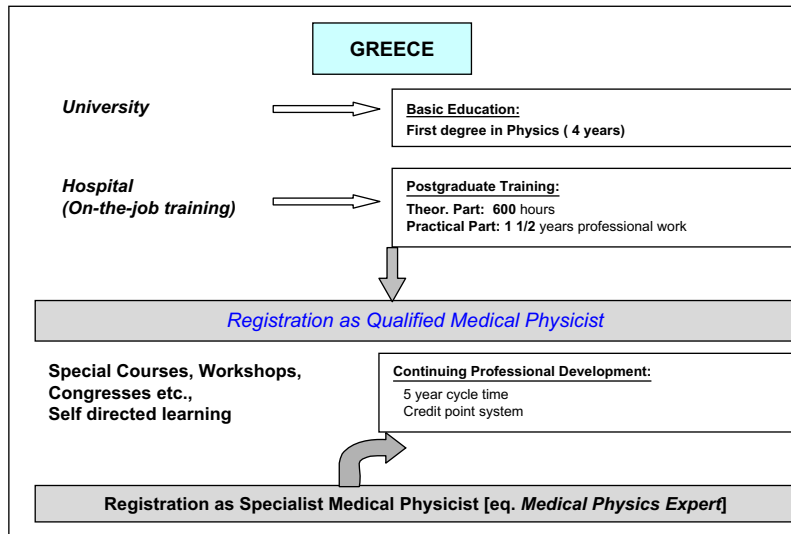 GREECE
University
Basic Education:
First degree in Physics ( 4 years)
Hospital
(On-the-job training)
Postgraduate Training:
Theor. Part: 600 hours
Practical Part: 1 1/2 years professional work
Registration as Qualified Medical Physicist
Special Courses, Workshops,
Congresses etc.,
Self directed learning
Continuing Professional Development:
5 year cycle time
Credit point system
Registration as Specialist Medical Physicist [eq. Medical Physics Expert]